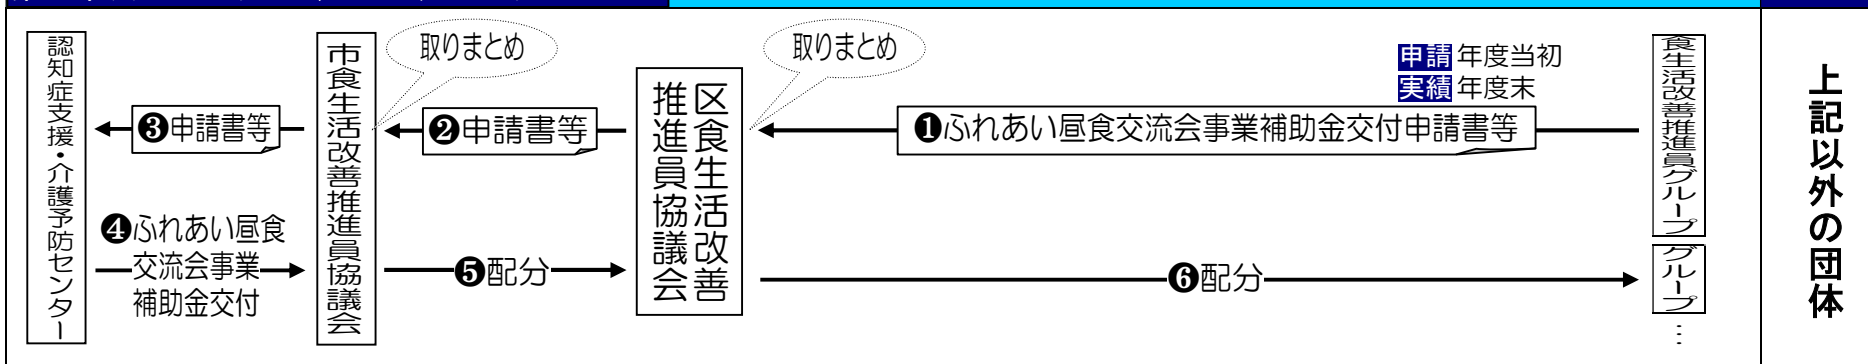 認知症支援・介護予防センター
❸申請書等
❹ふれあい昼食
交流会事業
補助金交付
市食生活改善推進員協議会
取りまとめ
❷申請書等
❺配分
区食生活改善
推進員協議会
取りまとめ
申請 年度当初
実績 年度末
❶ふれあい昼食交流会事業補助金交付申請書等
❻配分
食生活改善推進員グループ
グループ
…
上記以外の団体